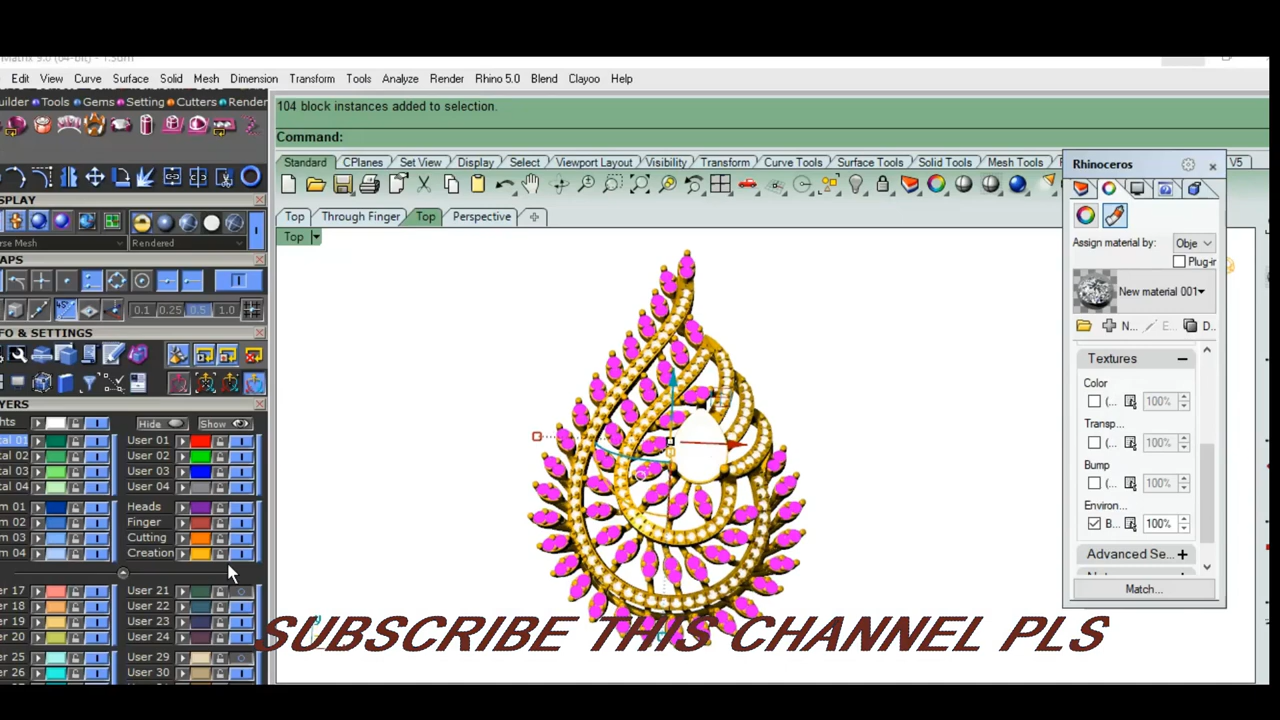 Edit View Curve Surface Solid Mesh Dimension Transform Tools Analyze Render Rhino 5.0 Blend Clayoo Help
Tools Gems Setting Cutters Render
104 block instances added to selection.
Command:
Standard CPlanes Set View Display Select Viewport Layout Visibility Transform Curve Tools Surface Tools Solid Tools Mesh Tools V5
Top Through Finger Top Perspective
Top
Rendered
0.1 0.25 0.5 1.0
Hide Show
User 01
User 02
User 03
User 04
Heads
Finger
Cutting
Creation
User 21
User 22
User 23
User 24
User 29
User 30
Rhinoceros
Assign material by: Obje
Plug-ir
New material 001
N... E... D...
Textures
Color
(... 100%
Transp...
(... 100%
Bump
(... 100%
Environ...
B... 100%
Advanced Se...
Match...
SUBSCRIBE THIS CHANNEL PLS